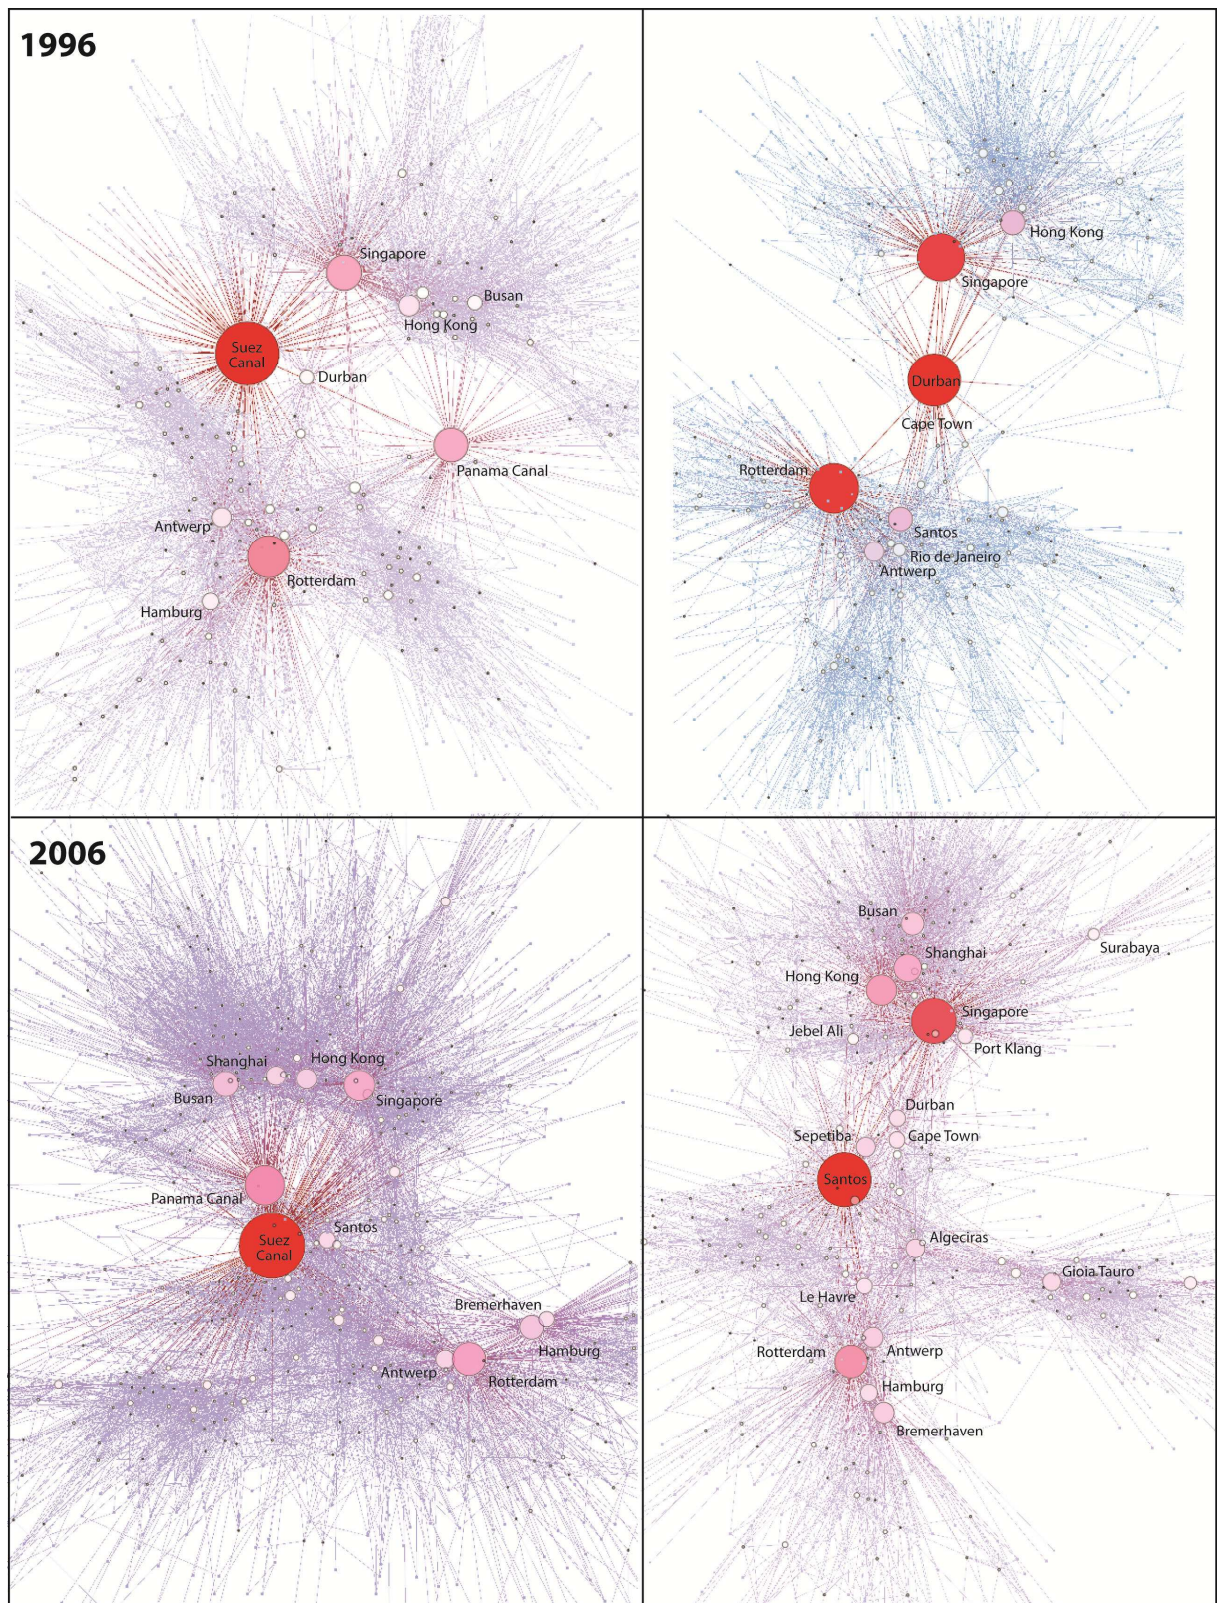 1996
Singapore
Busan
Hong Kong
Suez
Canal
Durban
Panama Canal
Antwerp
Rotterdam
Hamburg
Hong Kong
Singapore
Durban
Cape Town
Rotterdam
Santos
Rio de Janeiro
Antwerp
2006
Shanghai
Hong Kong
Busan
Singapore
Panama Canal
Santos
Suez
Canal
Bremerhaven
Hamburg
Antwerp
Rotterdam
Busan
Surabaya
Shanghai
Hong Kong
Singapore
Jebel Ali
Port Klang
Durban
Sepetiba
Cape Town
Santos
Algeciras
Gioia Tauro
Le Havre
Rotterdam
Antwerp
Hamburg
Bremerhaven